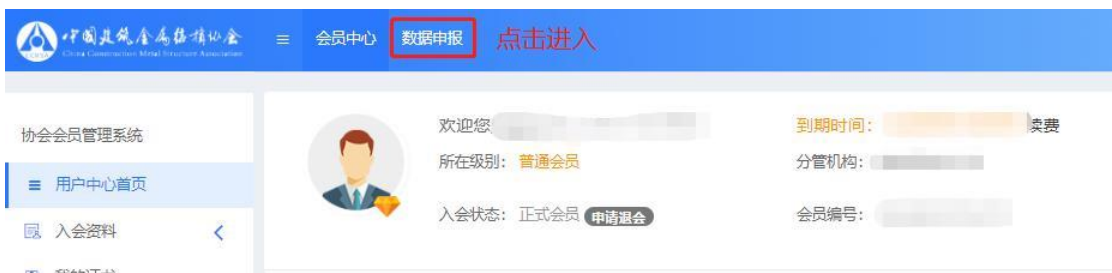 中国建筑金属结构协会
China Construction Metal Structure Association
≡ 会员中心 数据申报 点击进入
协会会员管理系统
欢迎您
到期时间： 续费
≡ 用户中心首页
所在级别：普通会员
分管机构：
入会资料
入会状态：正式会员 申请退会
会员编号：
我的证书